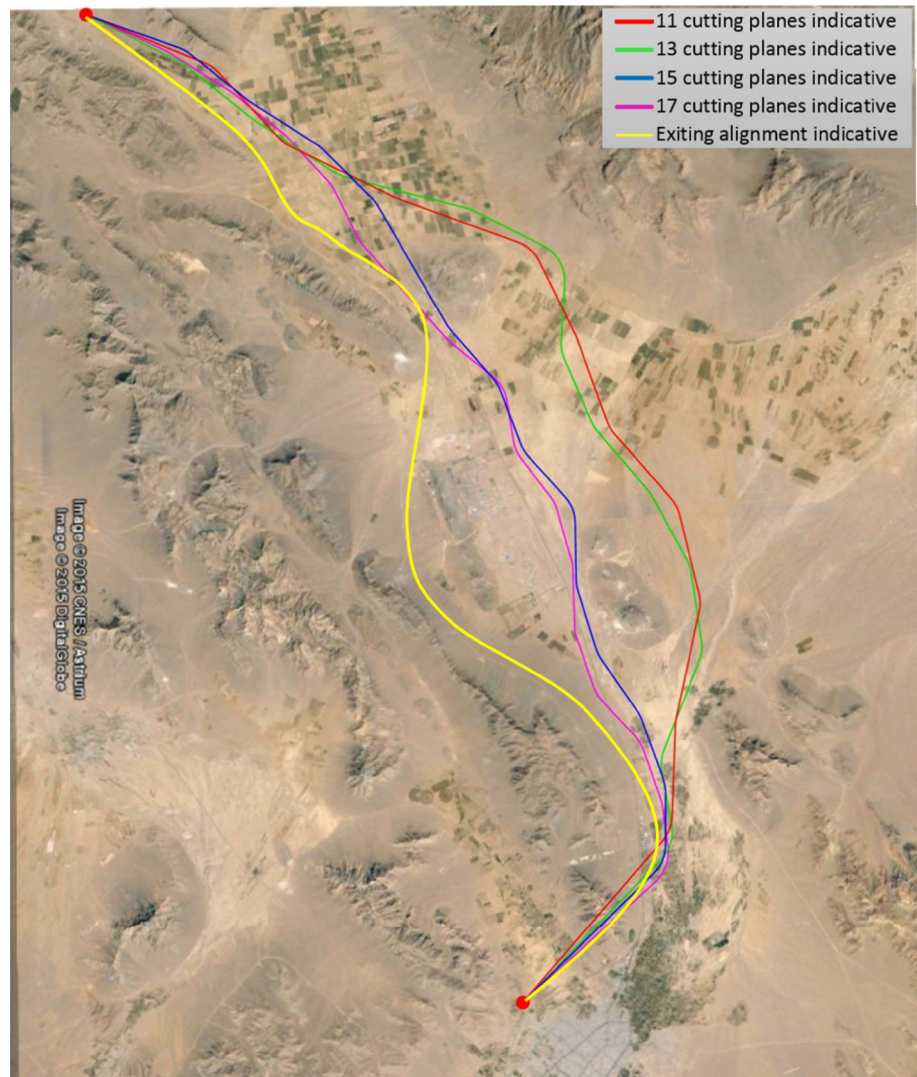 11 cutting planes indicative
13 cutting planes indicative
15 cutting planes indicative
17 cutting planes indicative
Exiting alignment indicative
Image © 2015 CNES / Astrium
Image © 2015 DigitalGlobe